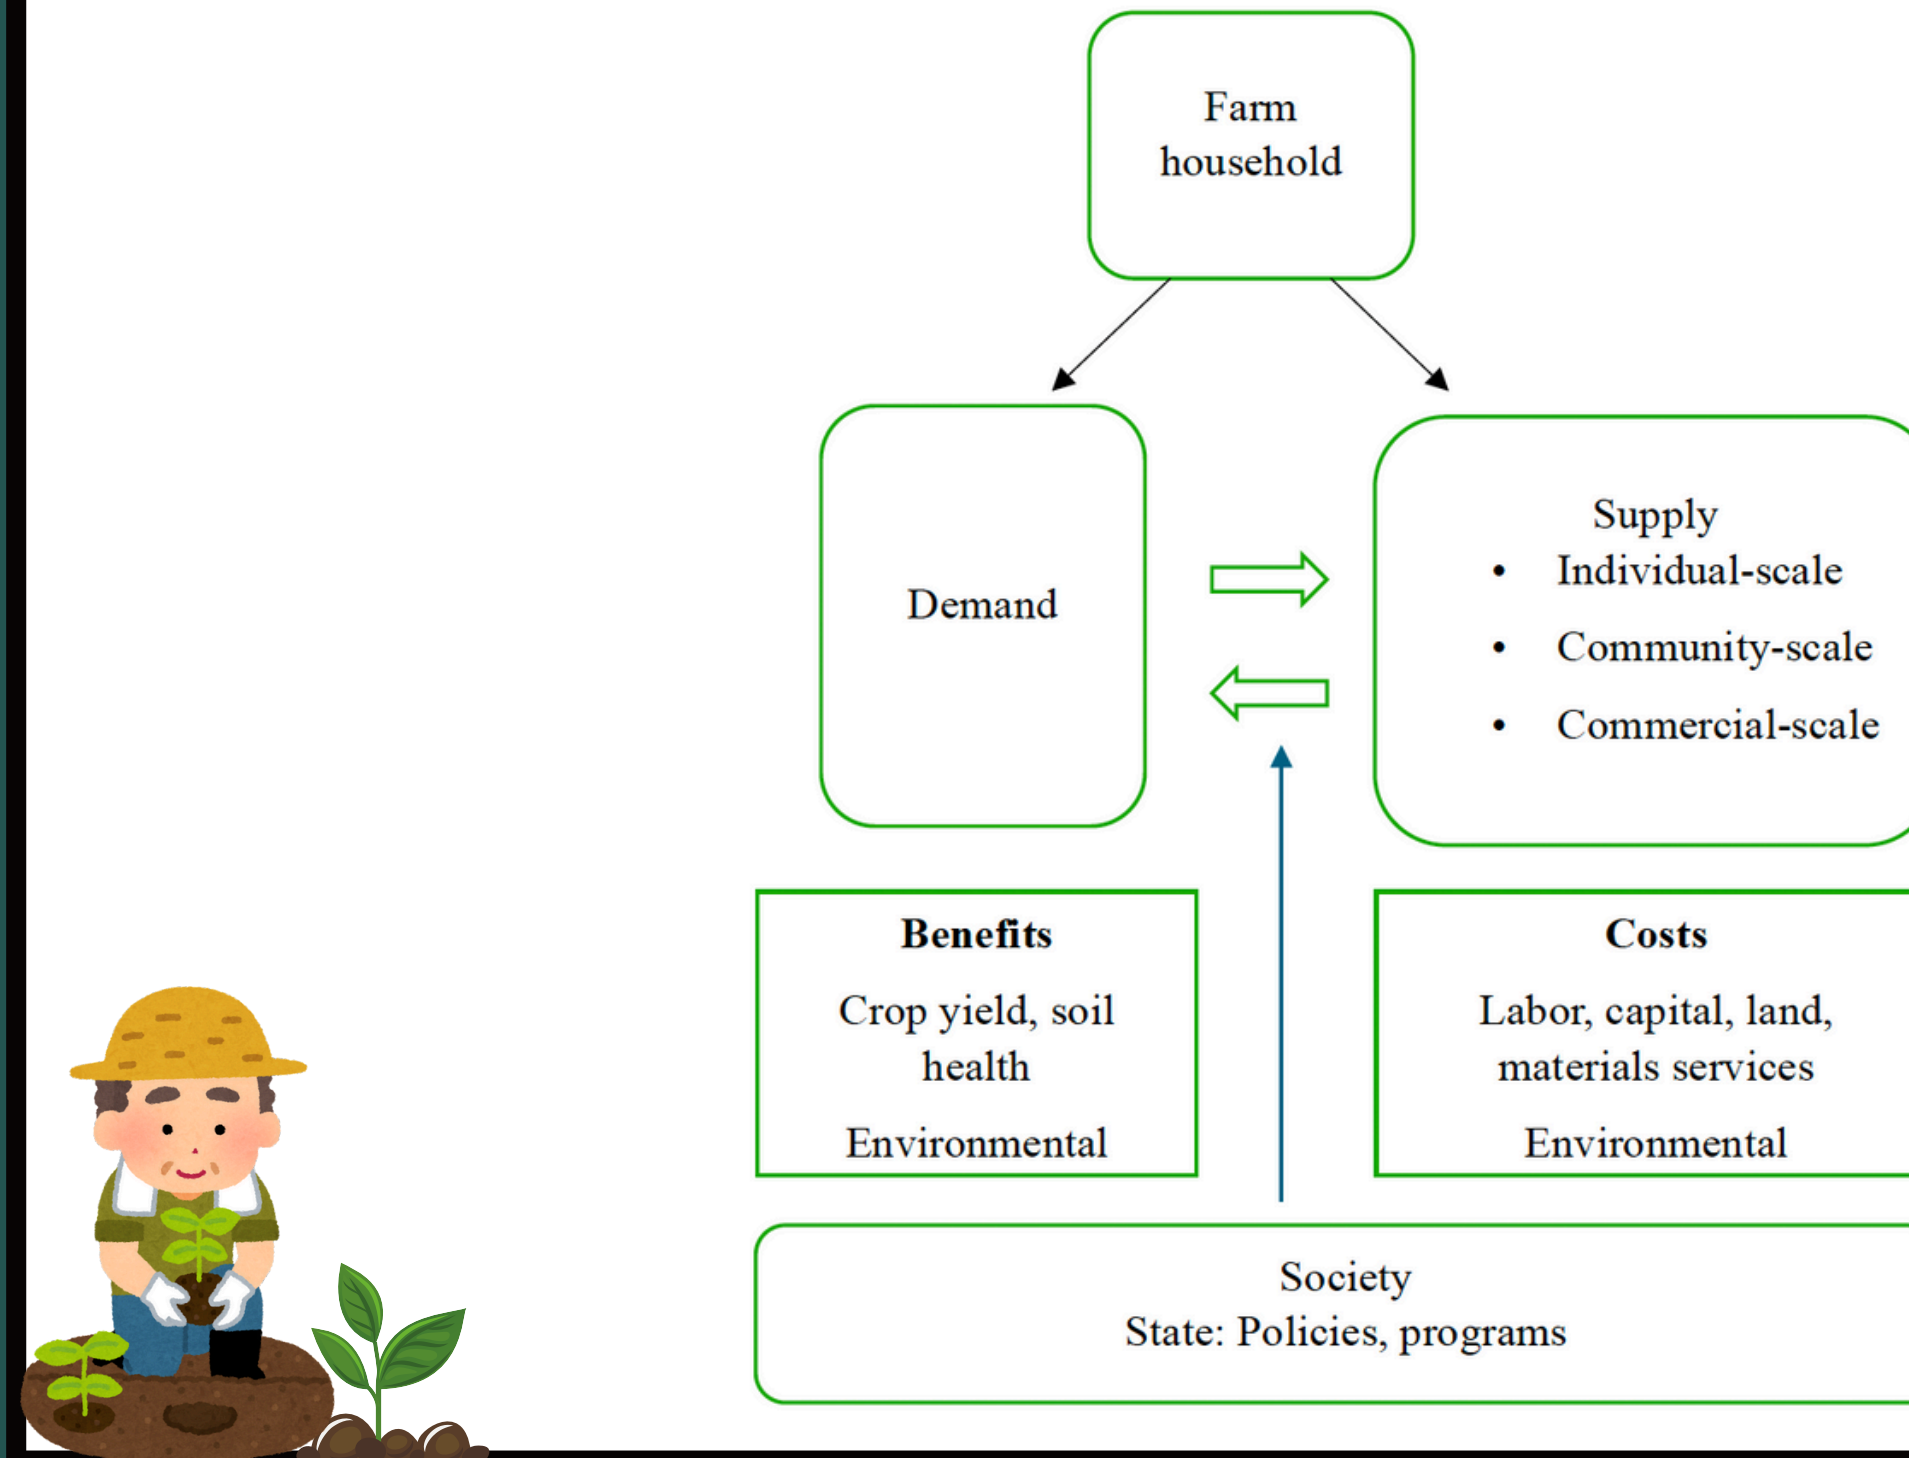 Farm
household
Demand
Supply
• Individual-scale
• Community-scale
• Commercial-scale
Benefits
Crop yield, soil
health
Environmental
Costs
Labor, capital, land,
materials services
Environmental
Society
State: Policies, programs